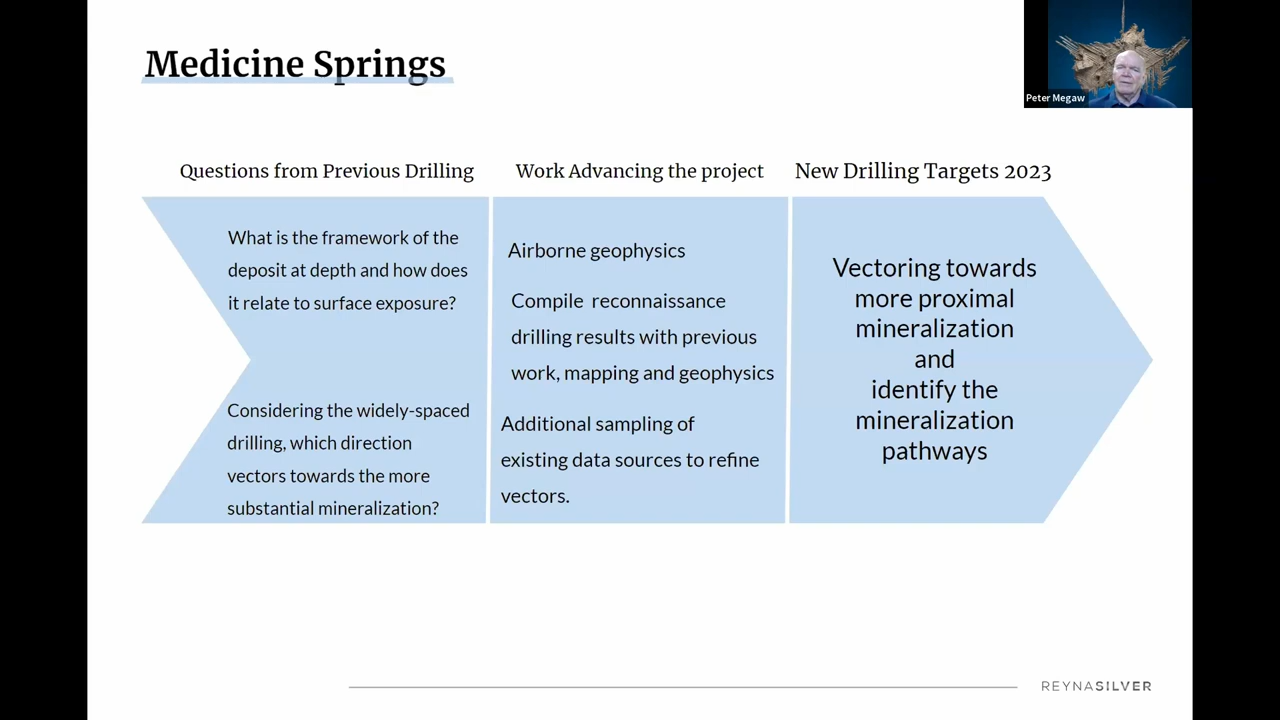 Medicine Springs
Peter Megaw
Questions from Previous Drilling
What is the framework of the
deposit at depth and how does
it relate to surface exposure?
Considering the widely-spaced
drilling, which direction
vectors towards the more
substantial mineralization?
Work Advancing the project
Airborne geophysics
Compile reconnaissance
drilling results with previous
work, mapping and geophysics
Additional sampling of
existing data sources to refine
vectors.
New Drilling Targets 2023
Vectoring towards
more proximal
mineralization
and
identify the
mineralization
pathways
REYNASILVER